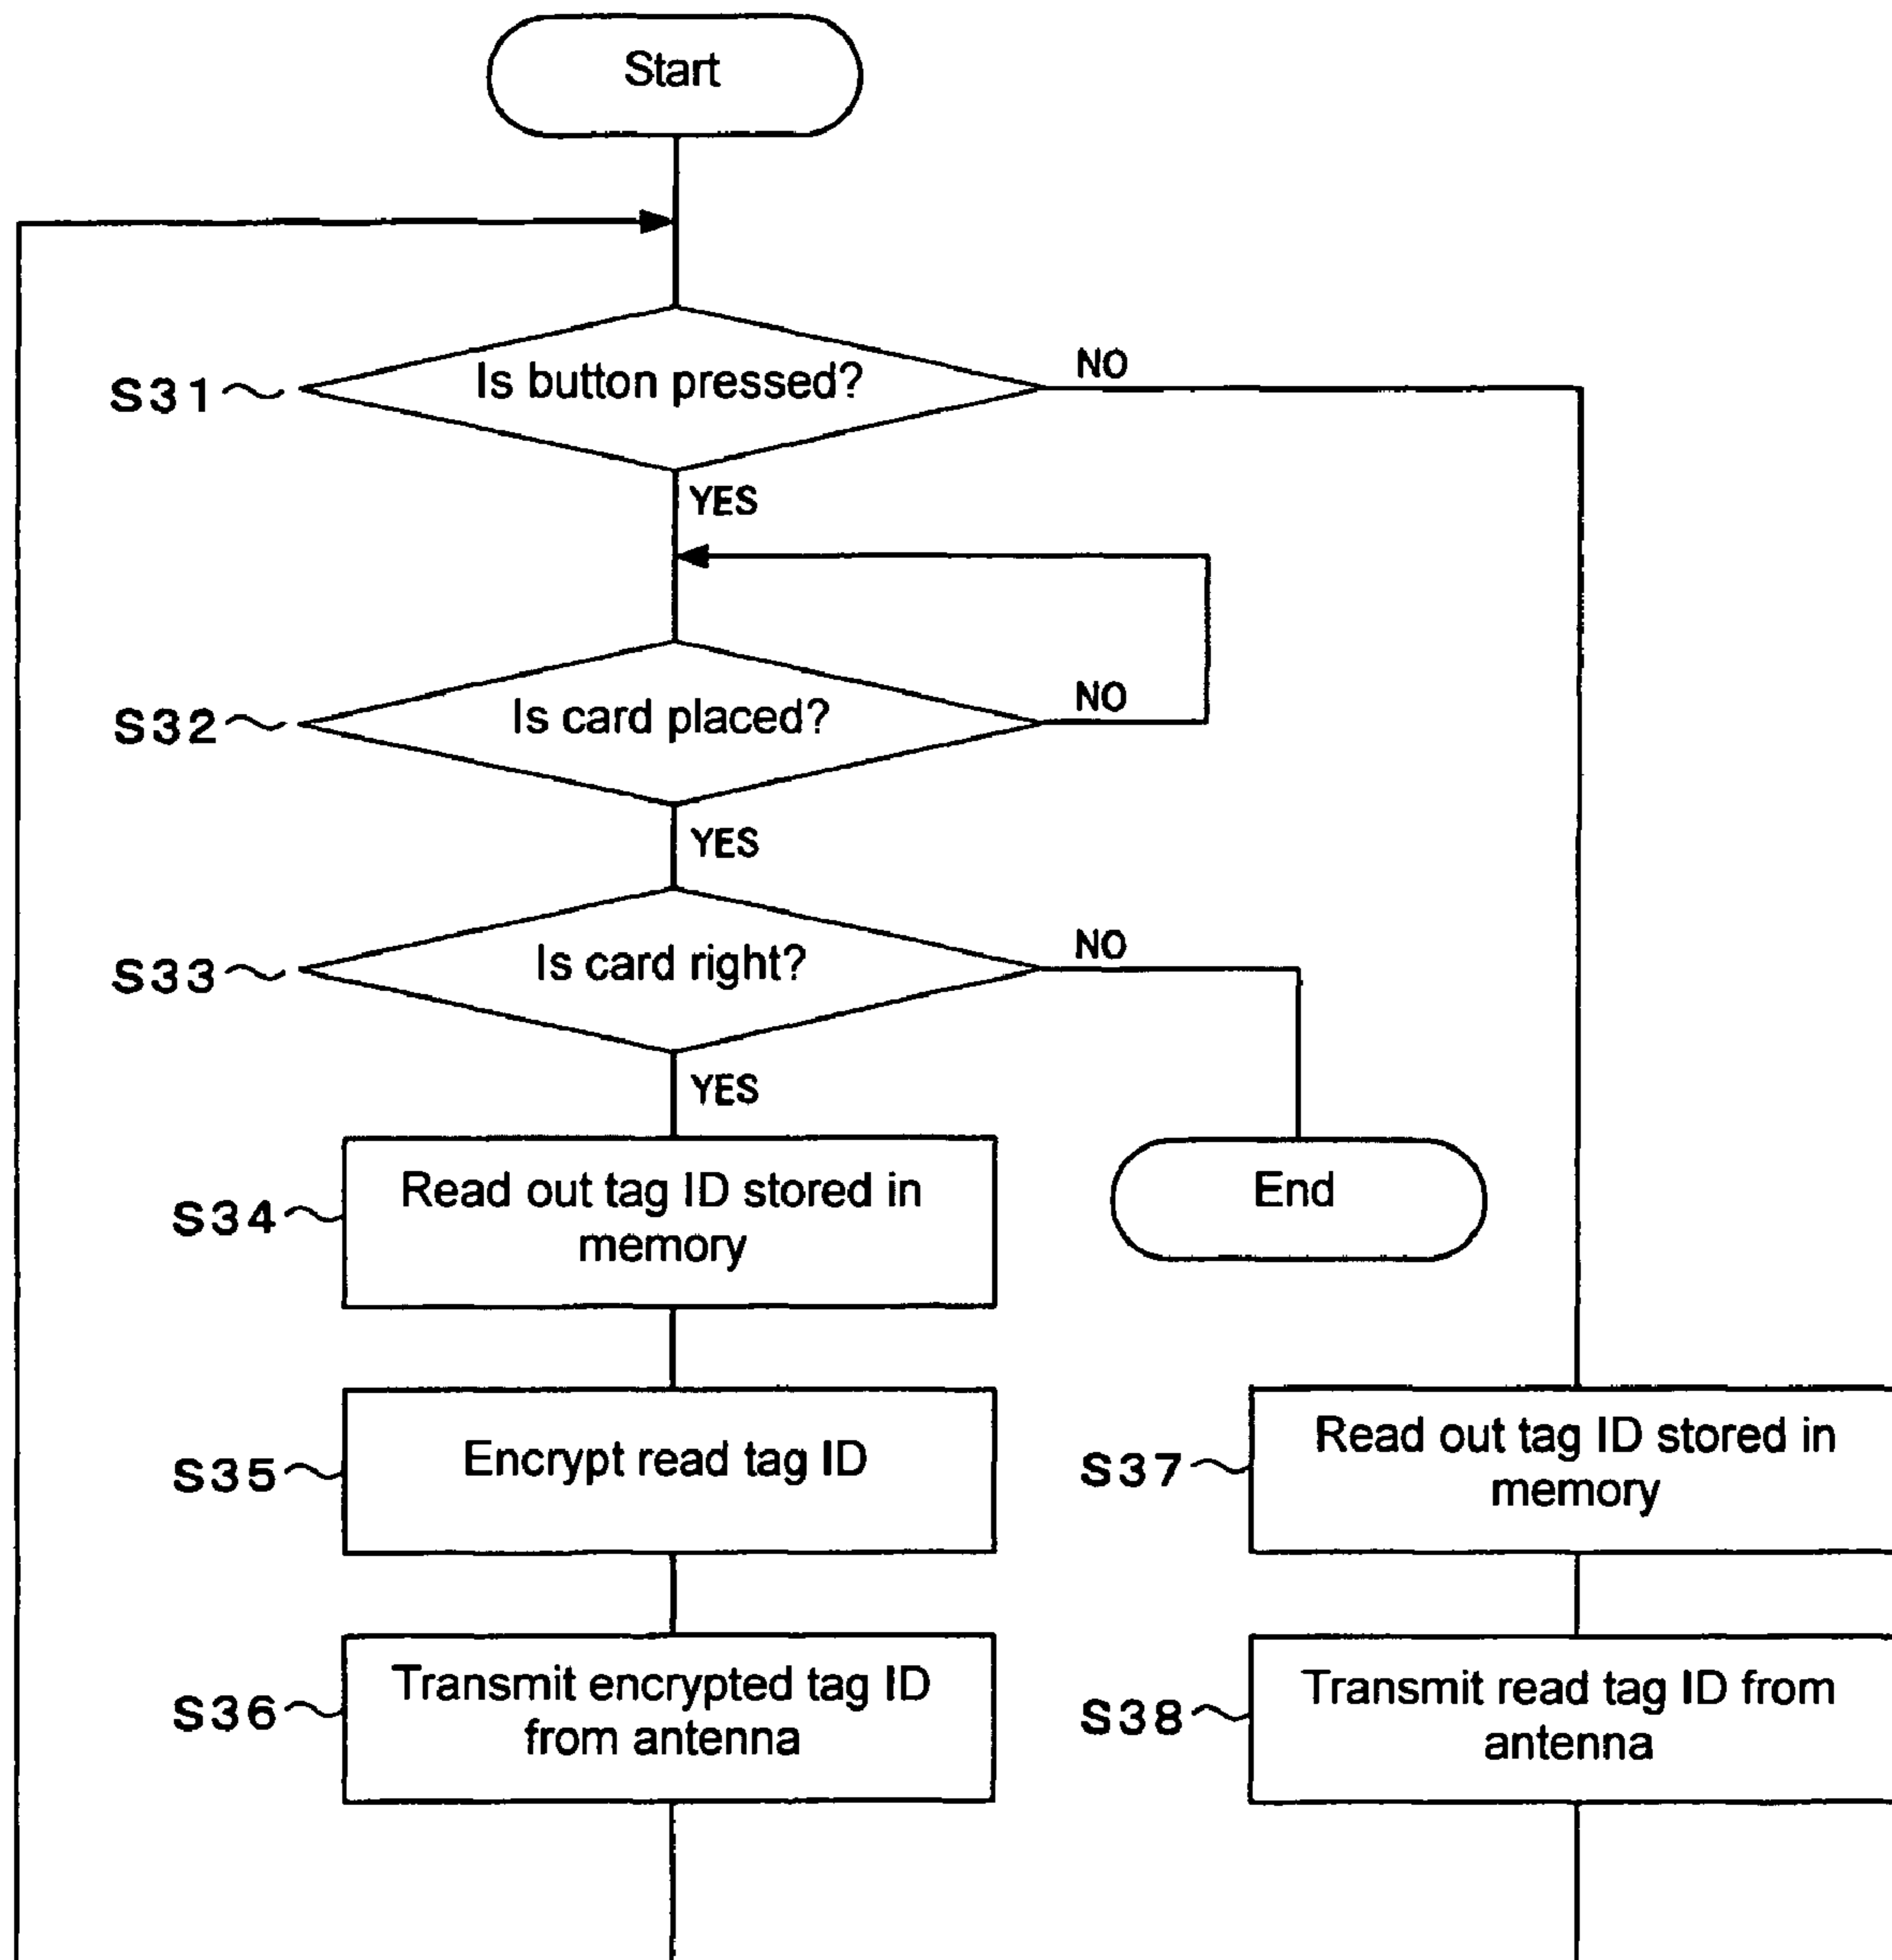 Start
NO
S31
Is button pressed?
YES
NO
S32
Is card placed?
YES
NO
S33
Is card right?
YES
S34
Read out tag ID stored in
memory
End
S35
Encrypt read tag ID
S37
Read out tag ID stored in
memory
S36
Transmit encrypted tag ID
from antenna
S38
Transmit read tag ID from
antenna